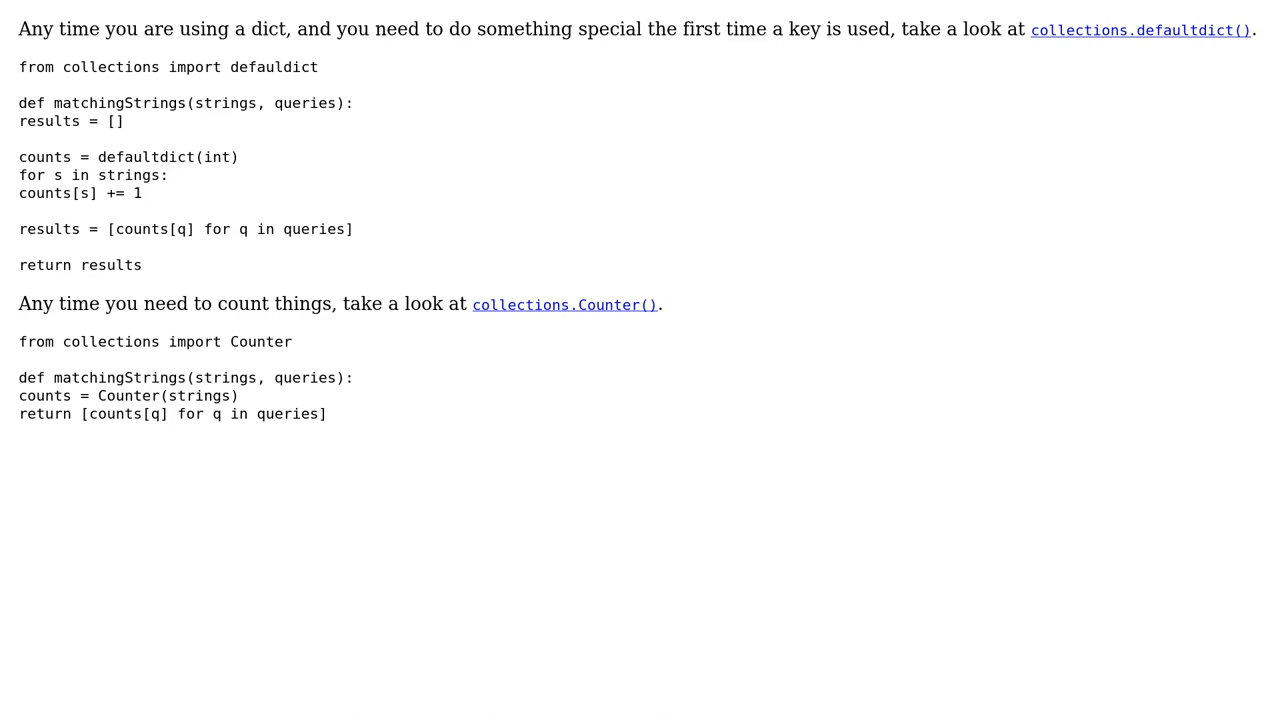 Any time you are using a dict, and you need to do something special the first time a key is used, take a look at collections.defaultdict().
from collections import defauldict
def matchingStrings(strings, queries):
results = []
counts = defaultdict(int)
for s in strings:
counts[s] += 1
results = [counts[q] for q in queries]
return results
Any time you need to count things, take a look at collections.Counter().
from collections import Counter
def matchingStrings(strings, queries):
counts = Counter(strings)
return [counts[q] for q in queries]